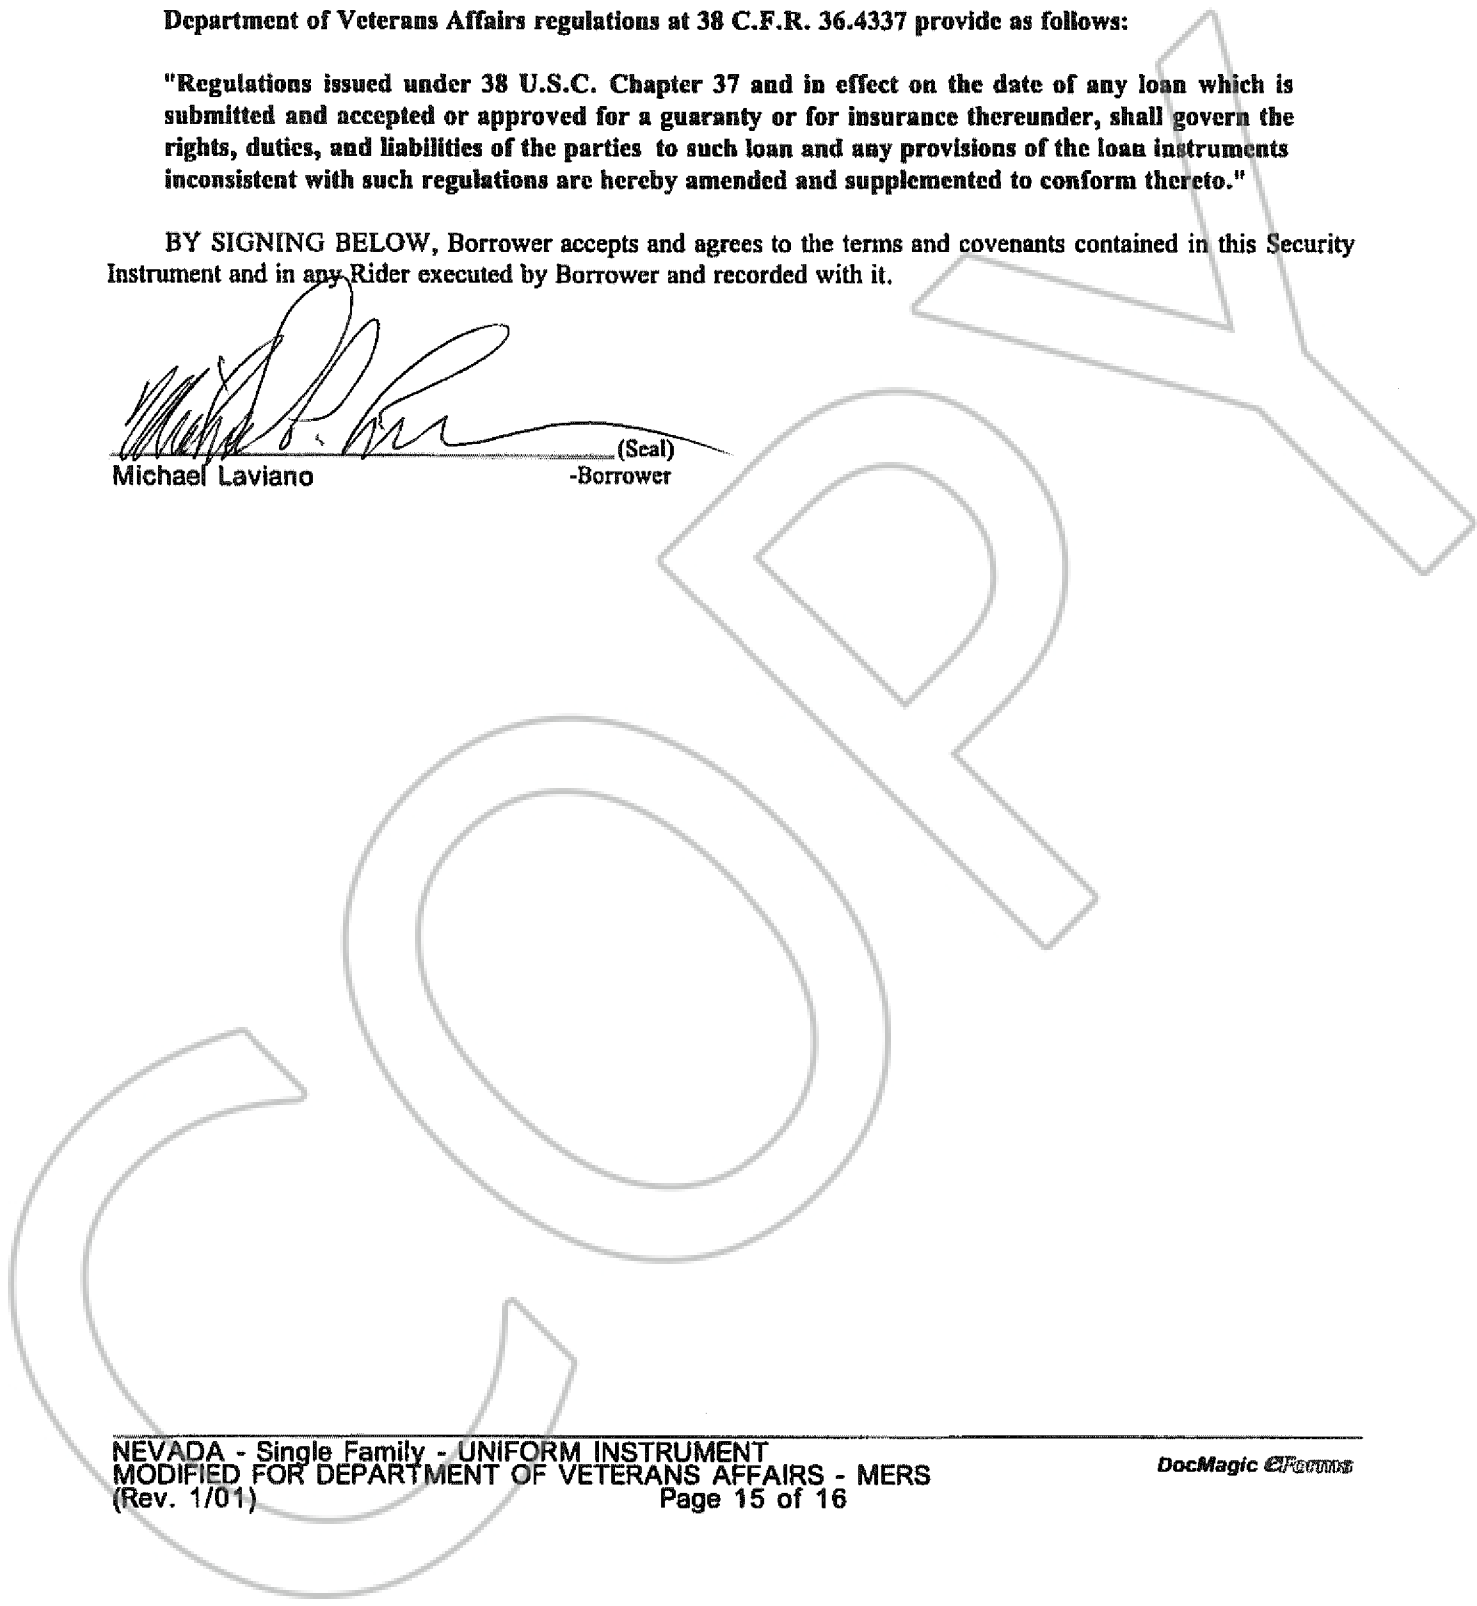 Department of Veterans Affairs regulations at 38 C.F.R. 36.4337 provide as follows:
"Regulations issued under 38 U.S.C. Chapter 37 and in effect on the date of any loan which is
submitted and accepted or approved for a guaranty or for insurance thereunder, shall govern the
rights, duties, and liabilities of the parties to such loan and any provisions of the loan instruments
inconsistent with such regulations are hereby amended and supplemented to conform thereto."
BY SIGNING BELOW, Borrower accepts and agrees to the terms and covenants contained in this Security
Instrument and in any Rider executed by Borrower and recorded with it.
(Seal)
Michael Laviano -Borrower
COPY
NEVADA - Single Family - UNIFORM INSTRUMENT
MODIFIED FOR DEPARTMENT OF VETERANS AFFAIRS - MERS
DocMagic eForms
(Rev. 1/01) Page 15 of 16